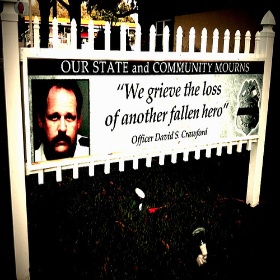 OUR STATE and COMMUNITY MOURNS
"We grieve the loss
of another fallen hero"
Officer David S. Crawford